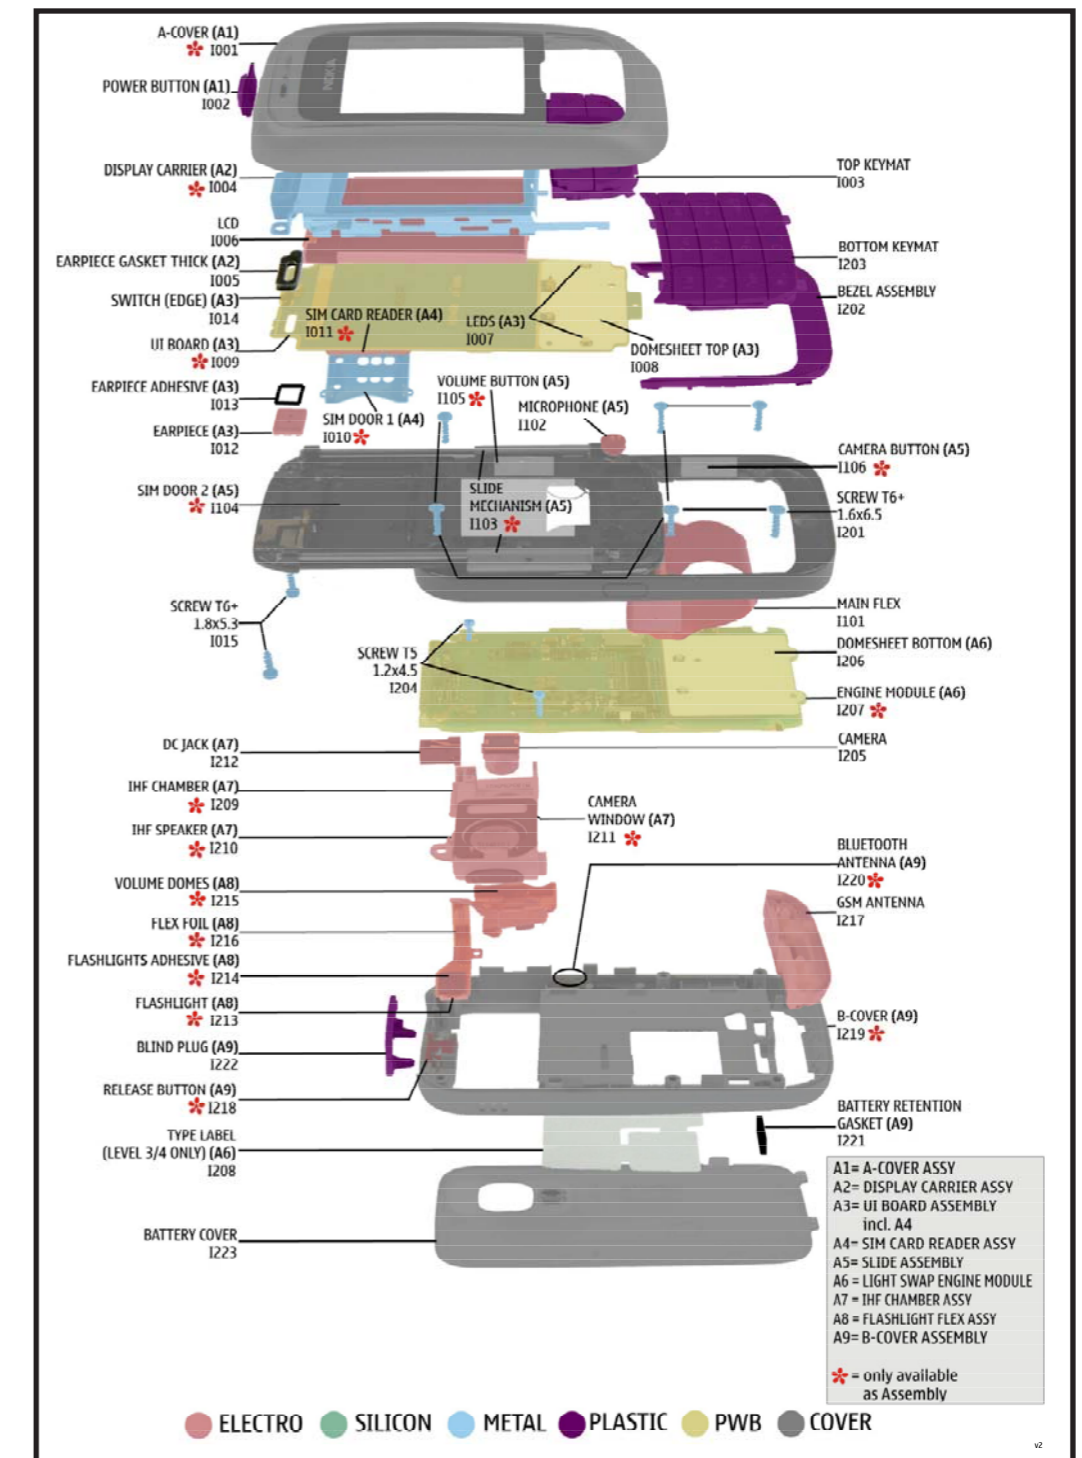 A-COVER (A1)
* I001
POWER BUTTON (A1)
I002
NOKIA
DISPLAY CARRIER (A2)
* I004
TOP KEYMAT
I003
LCD
I006
BOTTOM KEYMAT
I203
EARPIECE GASKET THICK (A2)
I005
BEZEL ASSEMBLY
I202
SWITCH (EDGE) (A3)
I014
SIM CARD READER (A4)
I011 *
LEDS (A3)
I007
UI BOARD (A3)
* I009
DOMESHEET TOP (A3)
I008
EARPIECE ADHESIVE (A3)
I013
VOLUME BUTTON (A5)
I105 *
MICROPHONE (A5)
I102
SIM DOOR 1 (A4)
I010 *
EARPIECE (A3)
I012
CAMERA BUTTON (A5)
I106 *
SIM DOOR 2 (A5)
* I104
SLIDE
MECHANISM (A5)
I103 *
SCREW T6+
1.6x6.5
I201
SCREW T6+
1.8x5.3
I015
MAIN FLEX
I101
SCREW T5
1.2x4.5
I204
DOMESHEET BOTTOM (A6)
I206
ENGINE MODULE (A6)
I207 *
DC JACK (A7)
I212
CAMERA
I205
IHF CHAMBER (A7)
* I209
CAMERA
WINDOW (A7)
I211 *
IHF SPEAKER (A7)
* I210
BLUETOOTH
ANTENNA (A9)
I220 *
VOLUME DOMES (A8)
* I215
GSM ANTENNA
I217
FLEX FOIL (A8)
* I216
FLASHLIGHTS ADHESIVE (A8)
* I214
FLASHLIGHT (A8)
* I213
B-COVER (A9)
I219 *
BLIND PLUG (A9)
I222
RELEASE BUTTON (A9)
* I218
BATTERY RETENTION
GASKET (A9)
I221
TYPE LABEL
(LEVEL 3/4 ONLY) (A6)
I208
BATTERY COVER
I223
A1= A-COVER ASSY
A2= DISPLAY CARRIER ASSY
A3= UI BOARD ASSEMBLY
incl. A4
A4= SIM CARD READER ASSY
A5= SLIDE ASSEMBLY
A6 = LIGHT SWAP ENGINE MODULE
A7 = IHF CHAMBER ASSY
A8 = FLASHLIGHT FLEX ASSY
A9= B-COVER ASSEMBLY
* = only available
as Assembly
ELECTRO SILICON METAL PLASTIC PWB COVER
v2